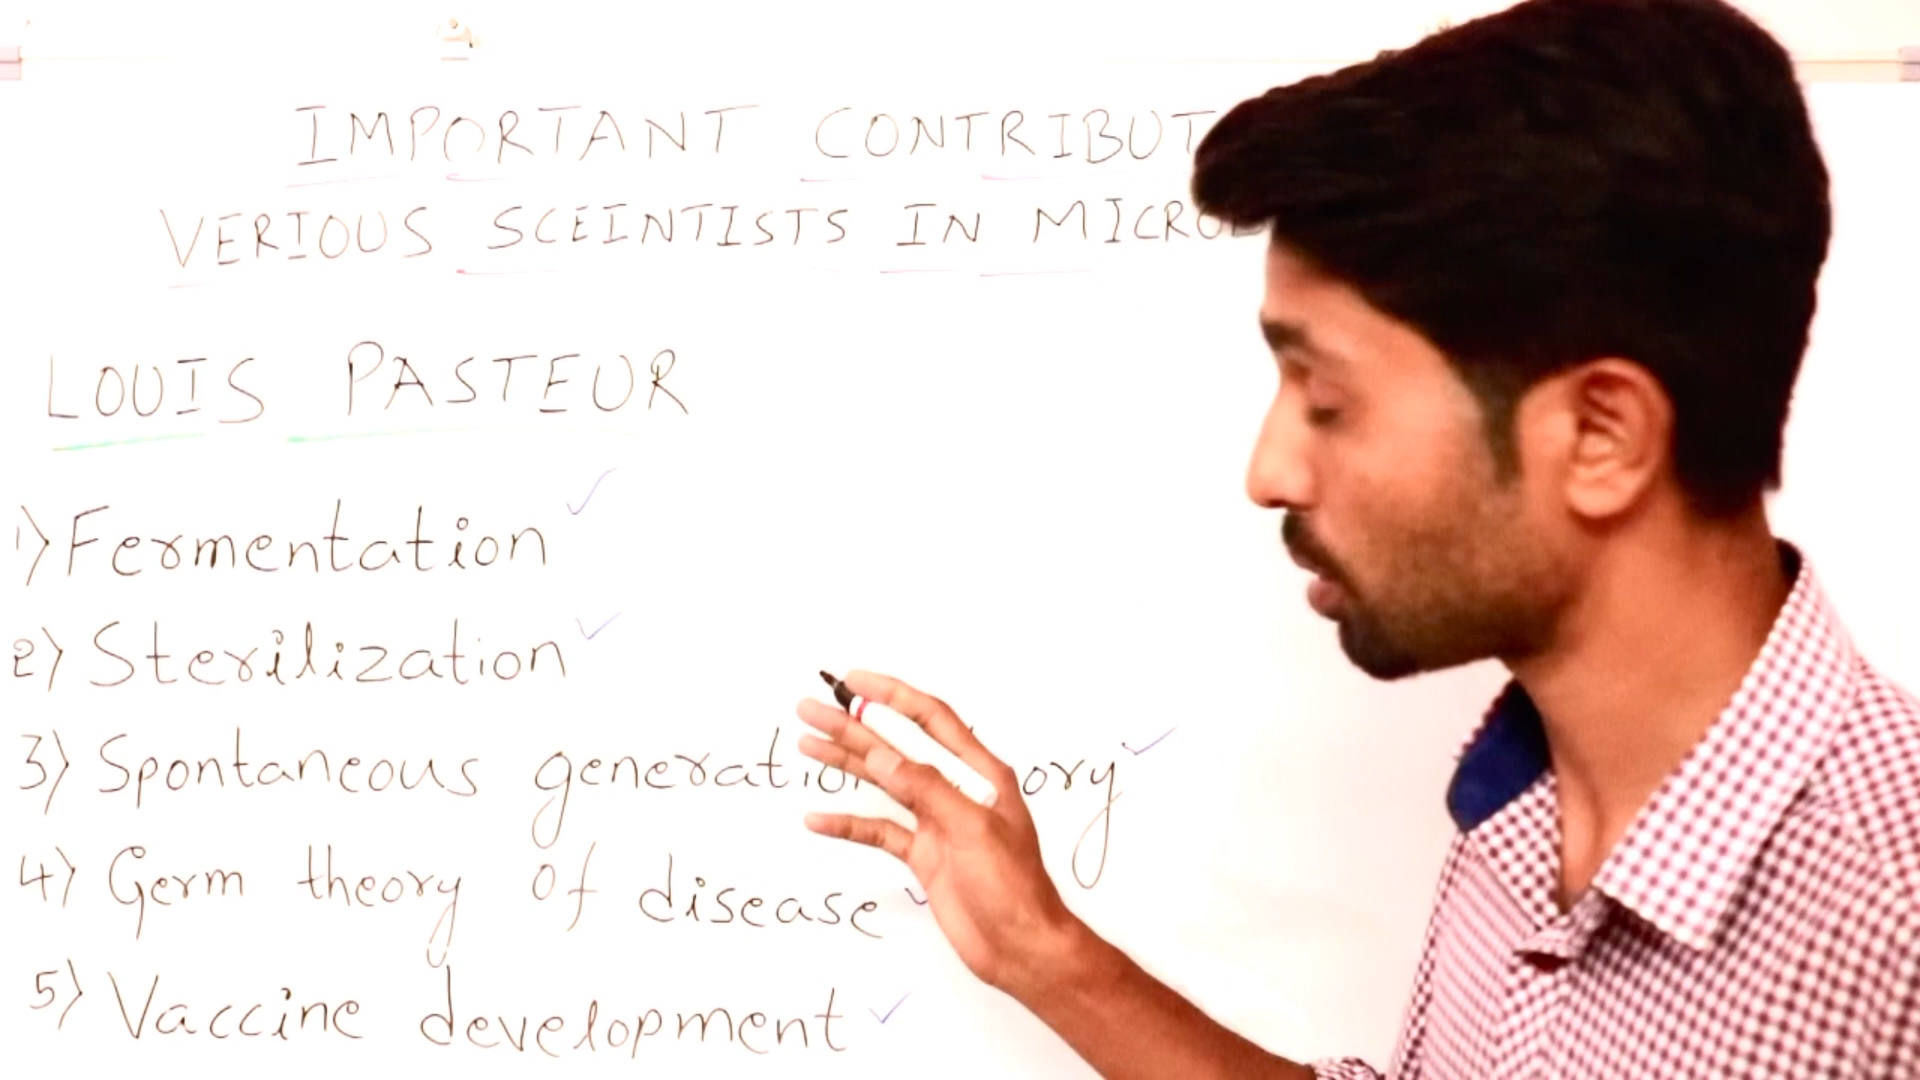 IMPORTANT CONTRIBUT
VERIOUS SCEINTISTS IN MICRO
LOUIS PASTEUR
1) Fermentation
2) Sterilization
3) Spontaneous generation ory
4) Germ theory of disease
5) Vaccine development